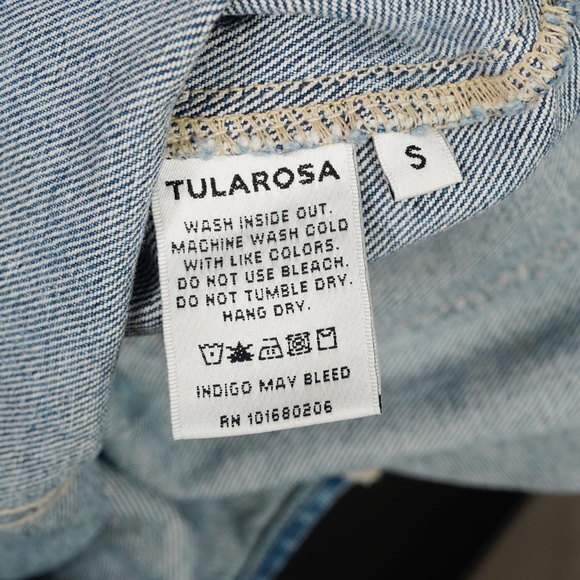 TULAROSA
S
WASH INSIDE OUT.
MACHINE WASH COLD
WITH LIKE COLORS.
DO NOT USE BLEACH.
DO NOT TUMBLE DRY.
HANG DRY.
INDIGO MAY BLEED
RN 101680206